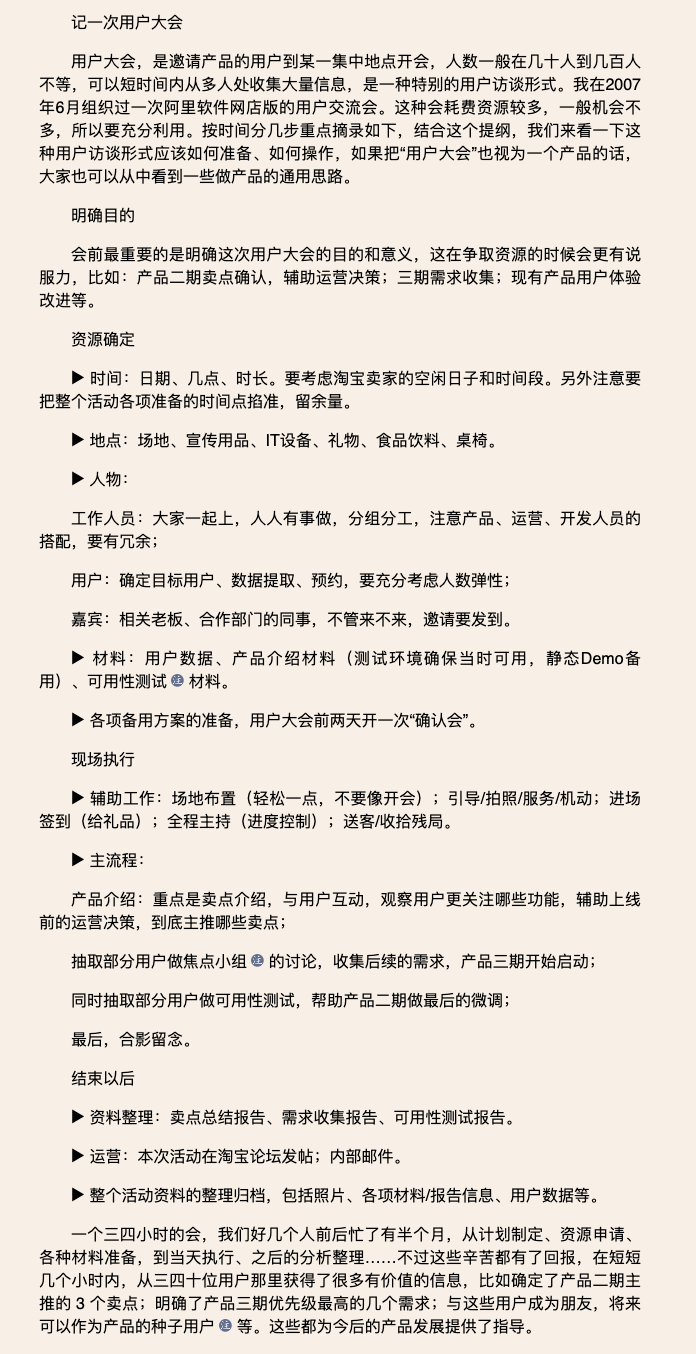 记一次用户大会
用户大会，是邀请产品的用户到某一集中地点开会，人数一般在几十人到几百人
不等，可以短时间内从多人处收集大量信息，是一种特别的用户访谈形式。我在2007
年6月组织过一次阿里软件网店版的用户交流会。这种会耗费资源较多，一般机会不
多，所以要充分利用。按时间分几步重点摘录如下，结合这个提纲，我们来看一下这
种用户访谈形式应该如何准备、如何操作，如果把“用户大会”也视为一个产品的话，
大家也可以从中看到一些做产品的通用思路。
明确目的
会前最重要的是明确这次用户大会的目的和意义，这在争取资源的时候会更有说
服力，比如：产品二期卖点确认，辅助运营决策；三期需求收集；现有产品用户体验
改进等。
资源确定
▶ 时间：日期、几点、时长。要考虑淘宝卖家的空闲日子和时间段。另外注意要
把整个活动各项准备的时间点掐准，留余量。
▶ 地点：场地、宣传用品、IT设备、礼物、食品饮料、桌椅。
▶ 人物：
工作人员：大家一起上，人人有事做，分组分工，注意产品、运营、开发人员的
搭配，要有冗余；
用户：确定目标用户、数据提取、预约，要充分考虑人数弹性；
嘉宾：相关老板、合作部门的同事，不管来不来，邀请要发到。
▶ 材料：用户数据、产品介绍材料（测试环境确保当时可用，静态Demo备
用）、可用性测试 注 材料。
▶ 各项备用方案的准备，用户大会前两天开一次“确认会”。
现场执行
▶ 辅助工作：场地布置（轻松一点，不要像开会）；引导/拍照/服务/机动；进场
签到（给礼品）；全程主持（进度控制）；送客/收拾残局。
▶ 主流程：
产品介绍：重点是卖点介绍，与用户互动，观察用户更关注哪些功能，辅助上线
前的运营决策，到底主推哪些卖点；
抽取部分用户做焦点小组 注 的讨论，收集后续的需求，产品三期开始启动；
同时抽取部分用户做可用性测试，帮助产品二期做最后的微调；
最后，合影留念。
结束以后
▶ 资料整理：卖点总结报告、需求收集报告、可用性测试报告。
▶ 运营：本次活动在淘宝论坛发帖；内部邮件。
▶ 整个活动资料的整理归档，包括照片、各项材料/报告信息、用户数据等。
一个三四小时的会，我们好几个人前后忙了有半个月，从计划制定、资源申请、
各种材料准备，到当天执行、之后的分析整理……不过这些辛苦都有了回报，在短短
几个小时内，从三四十位用户那里获得了很多有价值的信息，比如确定了产品二期主
推的 3 个卖点；明确了产品三期优先级最高的几个需求；与这些用户成为朋友，将来
可以作为产品的种子用户 注 等。这些都为今后的产品发展提供了指导。